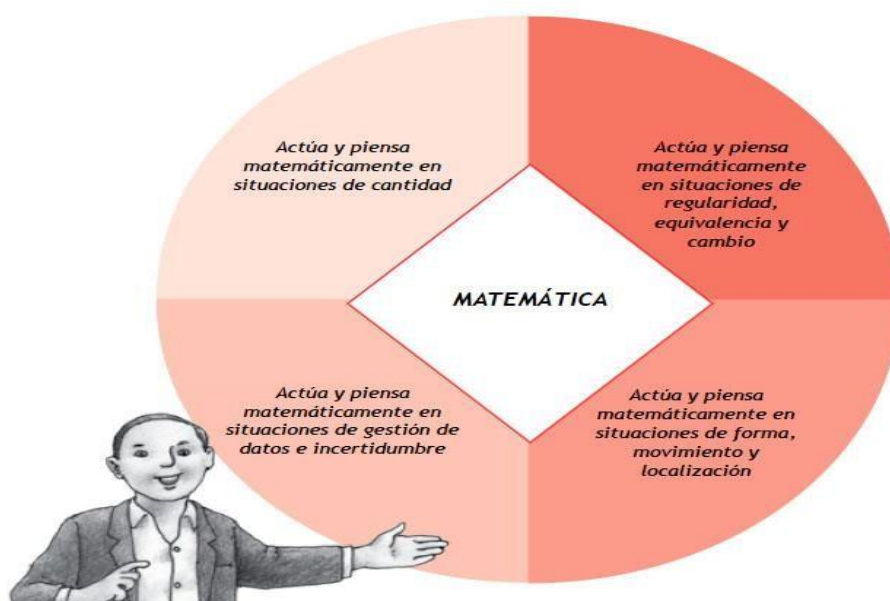 Actúa y piensa
matemáticamente en
situaciones de cantidad
Actúa y piensa
matemáticamente
en situaciones de
regularidad,
equivalencia y
cambio
MATEMÁTICA
Actúa y piensa
matemáticamente en
situaciones de gestión de
datos e incertidumbre
Actúa y piensa
matemáticamente en
situaciones de forma,
movimiento y
localización